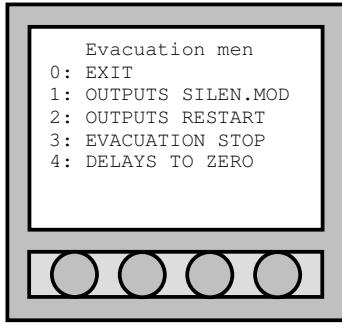 Evacuation men
0: EXIT
1: OUTPUTS SILEN.MOD
2: OUTPUTS RESTART
3: EVACUATION STOP
4: DELAYS TO ZERO